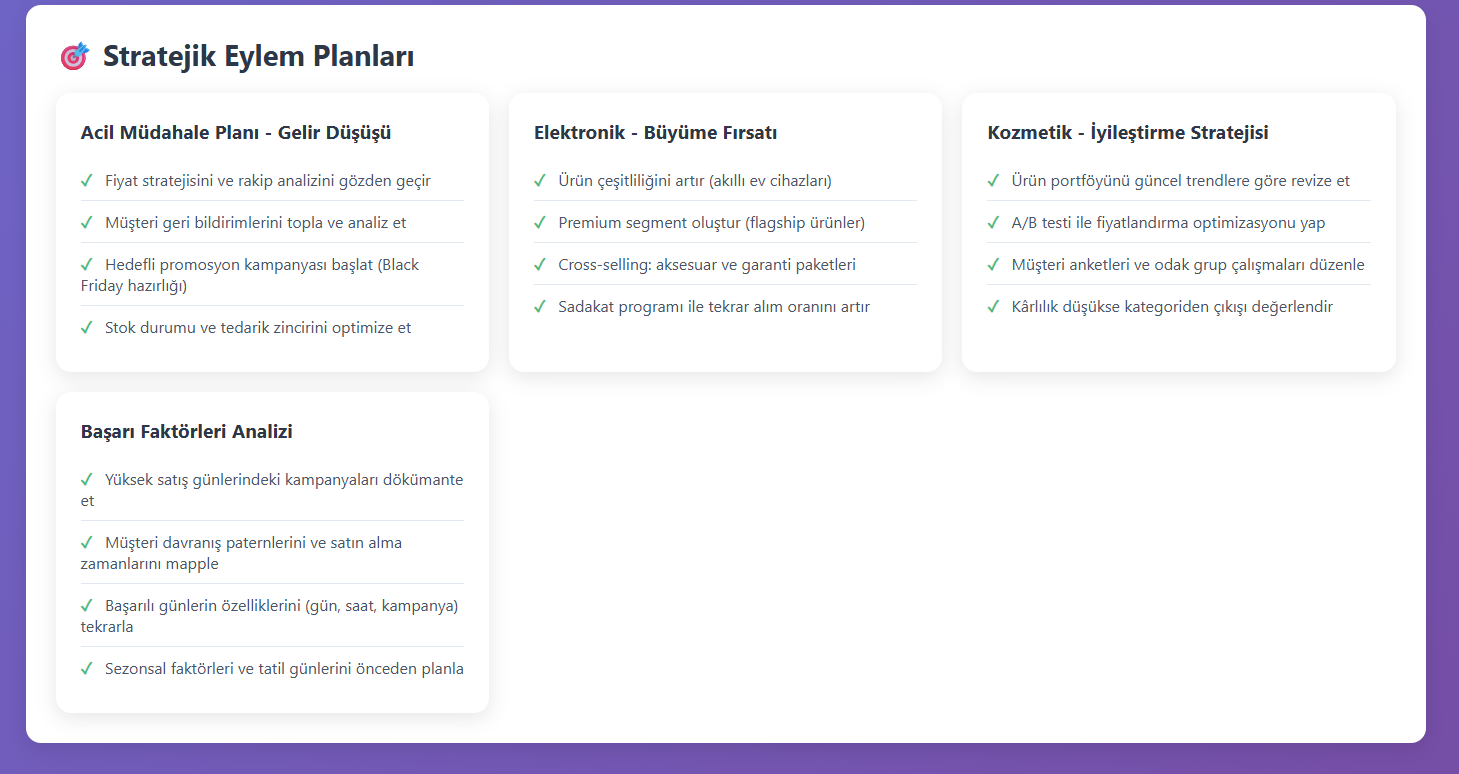 Stratejik Eylem Planları
Acil Müdahale Planı - Gelir Düşüşü
✓ Fiyat stratejisini ve rakip analizini gözden geçir
✓ Müşteri geri bildirimlerini topla ve analiz et
✓ Hedefli promosyon kampanyası başlat (Black
Friday hazırlığı)
✓ Stok durumu ve tedarik zincirini optimize et
Elektronik - Büyüme Fırsatı
✓ Ürün çeşitliliğini artır (akıllı ev cihazları)
✓ Premium segment oluştur (flagship ürünler)
✓ Cross-selling: aksesuar ve garanti paketleri
✓ Sadakat programı ile tekrar alım oranını artır
Kozmetik - İyileştirme Stratejisi
✓ Ürün portföyünü güncel trendlere göre revize et
✓ A/B testi ile fiyatlandırma optimizasyonu yap
✓ Müşteri anketleri ve odak grup çalışmaları düzenle
✓ Kârlılık düşükse kategoriden çıkışı değerlendir
Başarı Faktörleri Analizi
✓ Yüksek satış günlerindeki kampanyaları dökümante
et
✓ Müşteri davranış paternlerini ve satın alma
zamanlarını mapple
✓ Başarılı günlerin özelliklerini (gün, saat, kampanya)
tekrarla
✓ Sezonsal faktörleri ve tatil günlerini önceden planla